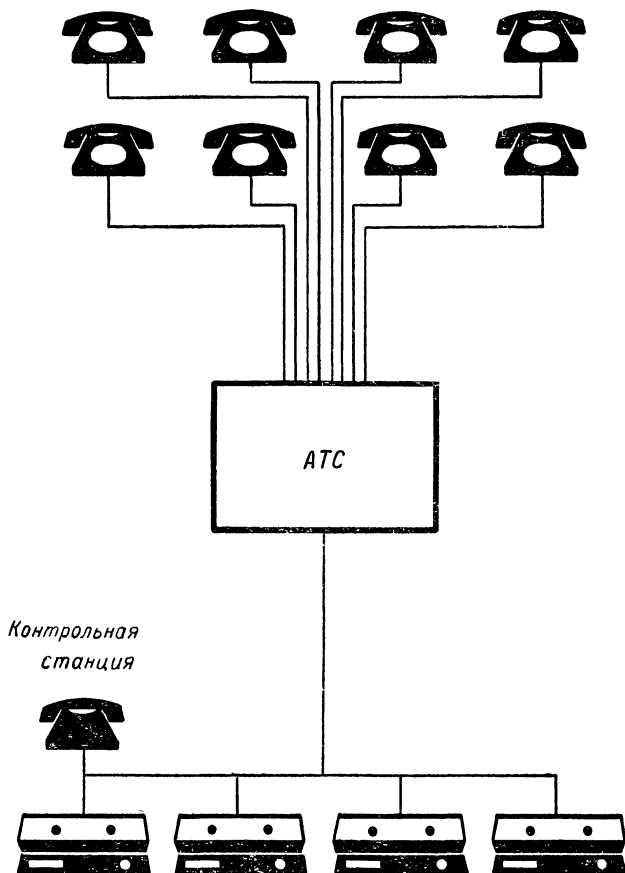 АТС
Контрольная
станция